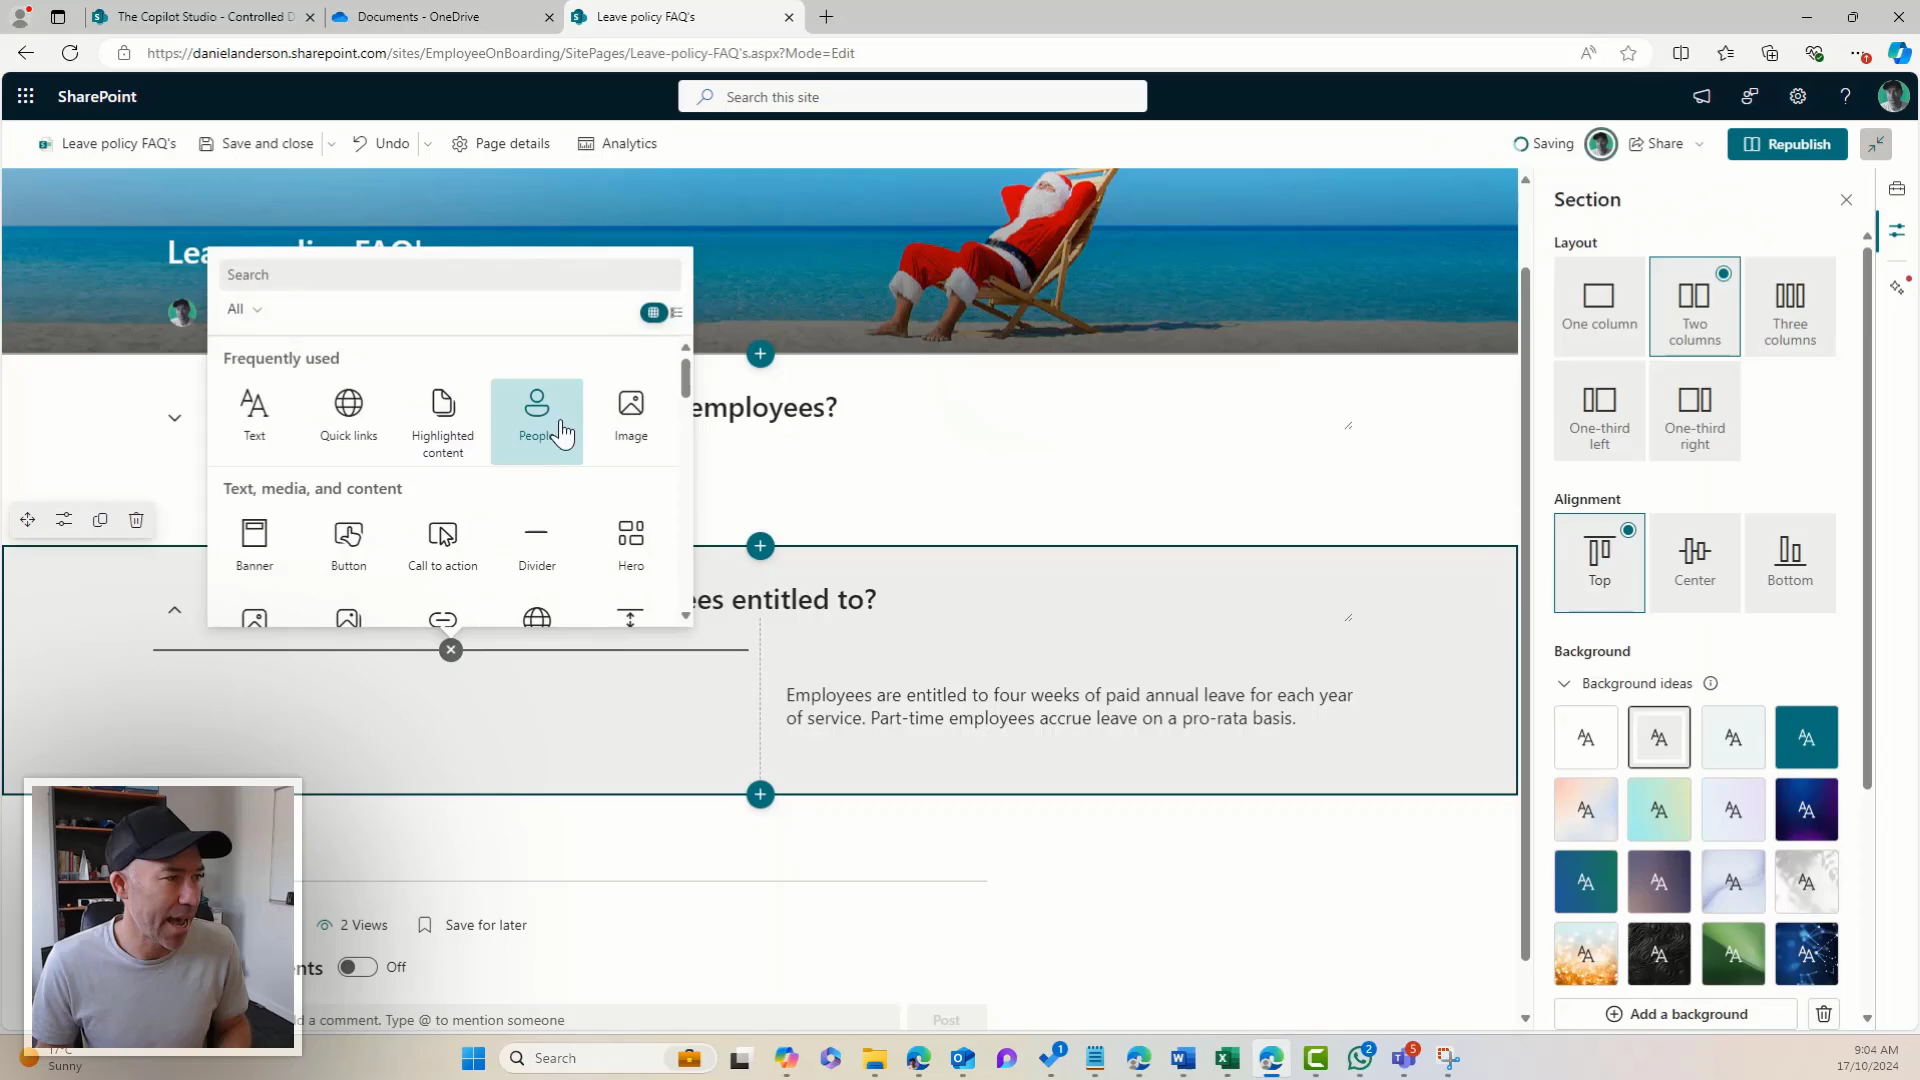 The Copilot Studio - Controlled D
Documents - OneDrive
Leave policy FAQ's
https://danielanderson.sharepoint.com/sites/EmployeeOnBoarding/SitePages/Leave-policy-FAQ's.aspx?Mode=Edit
SharePoint
Search this site
Leave policy FAQ's
Save and close
Undo
Page details
Analytics
Saving
Share
Republish
Search
All
Frequently used
Text
Quick links
Highlighted content
People
Image
Text, media, and content
Banner
Button
Call to action
Divider
Hero
employees?
ees entitled to?
Employees are entitled to four weeks of paid annual leave for each year
of service. Part-time employees accrue leave on a pro-rata basis.
2 Views
Save for later
nts
Off
d a comment. Type @ to mention someone
Post
Section
Layout
One column
Two columns
Three columns
One-third left
One-third right
Alignment
Top
Center
Bottom
Background
Background ideas
Add a background
17°C
Sunny
Search
1
2
5
9:04 AM
17/10/2024